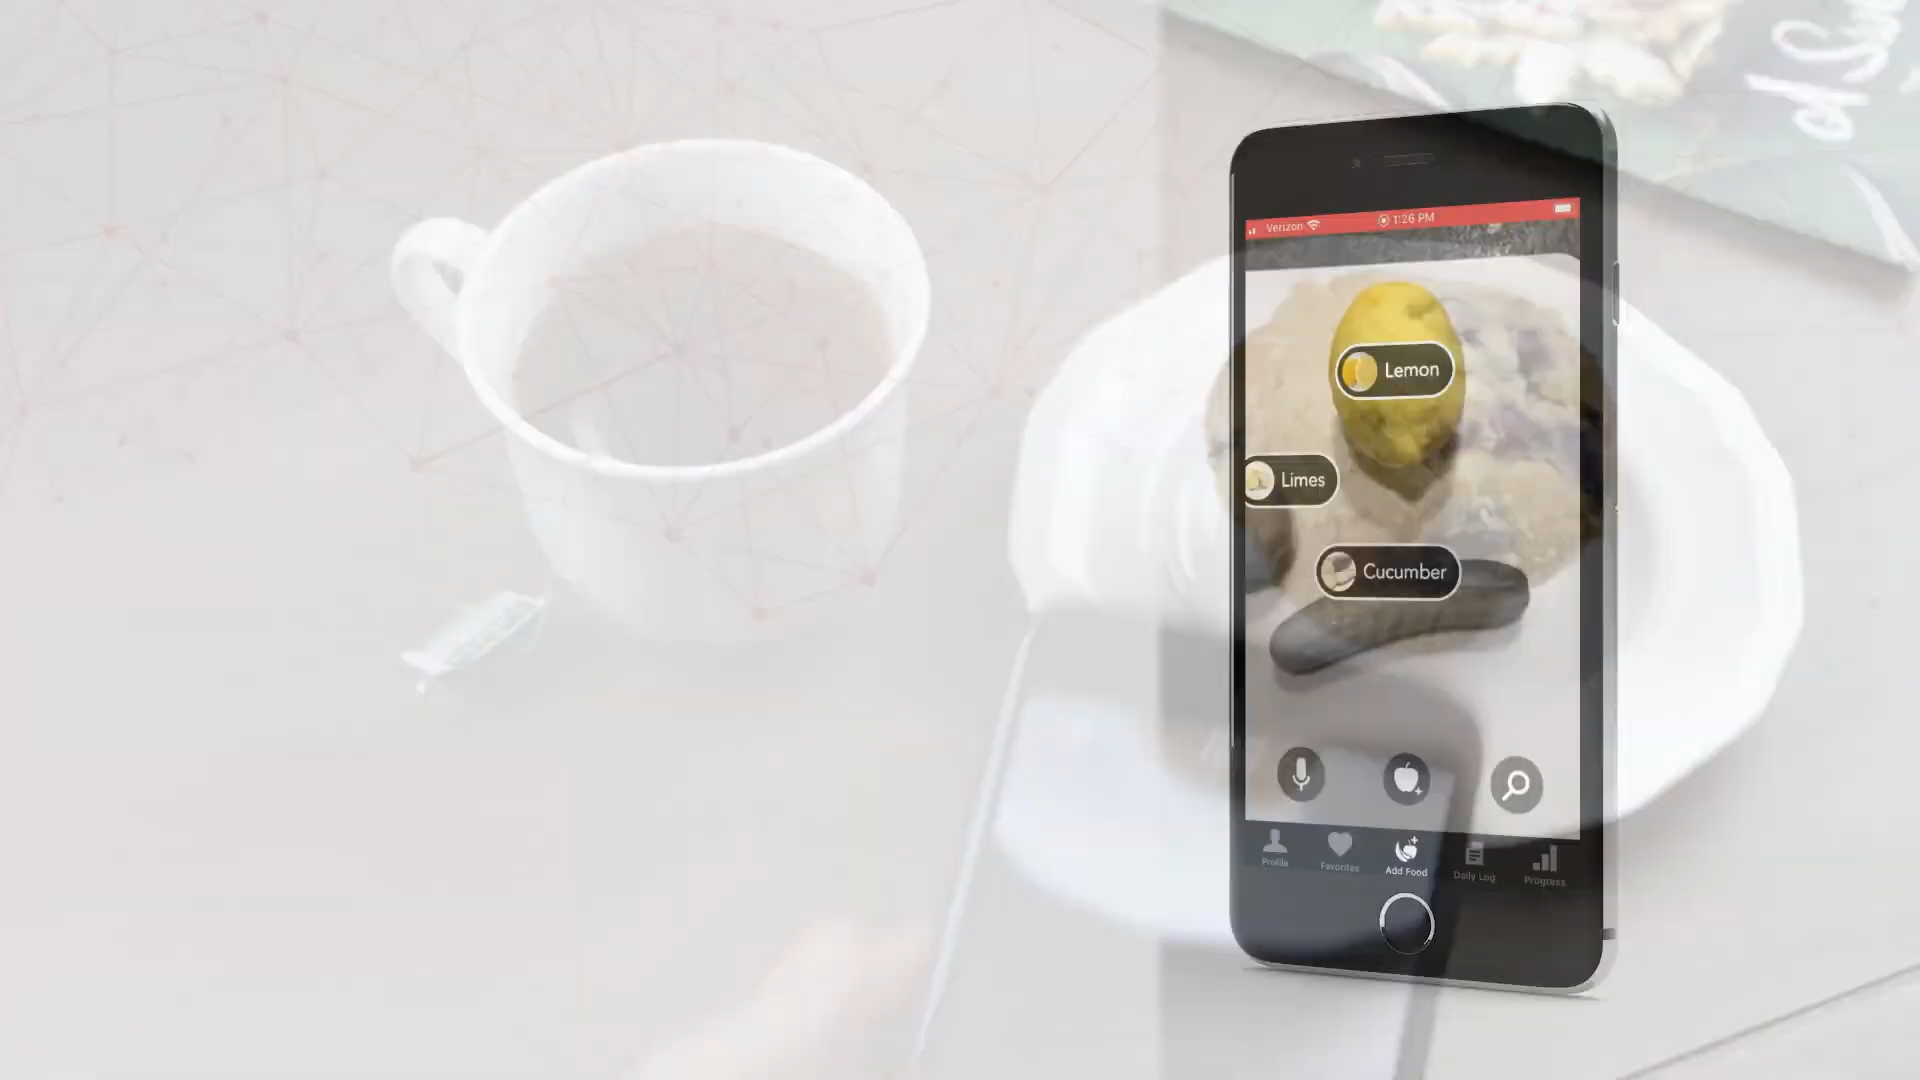 Verizon 1:26 PM
Lemon
Limes
Cucumber
Profile Favorites Add Food Daily Log Progress